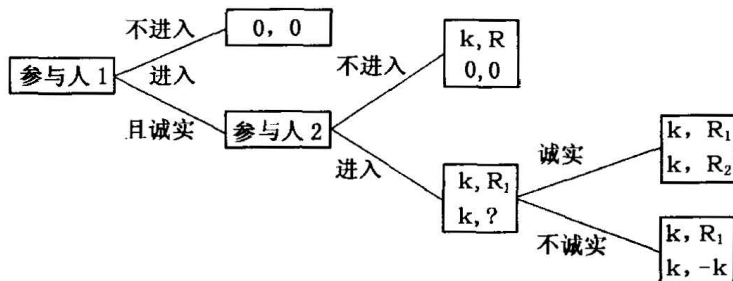 不进入
0, 0
参与人 1
进入
且诚实
参与人 2
不进入
k, R
0,0
进入
k, R₁
k, ?
诚实
k, R₁
k, R₂
不诚实
k, R₁
k, -k